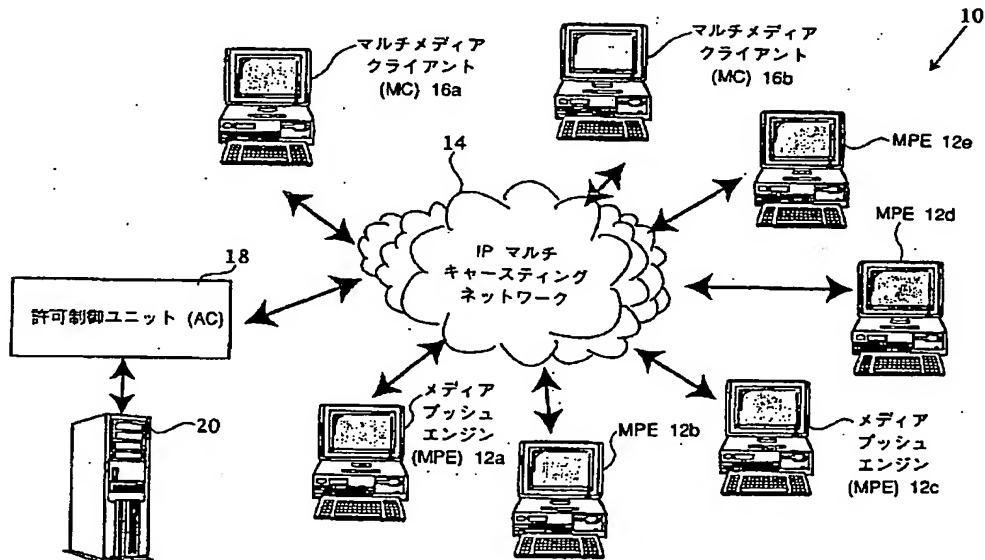 10
マルチメディア
クライアント
(MC) 16a
マルチメディア
クライアント
(MC) 16b
MPE 12e
14
MPE 12d
IP マルチ
キャースティング
ネットワーク
18
許可制御ユニット (AC)
20
メディア
プッシュ
エンジン
(MPE) 12a
MPE 12b
メディア
プッシュ
エンジン
(MPE) 12c